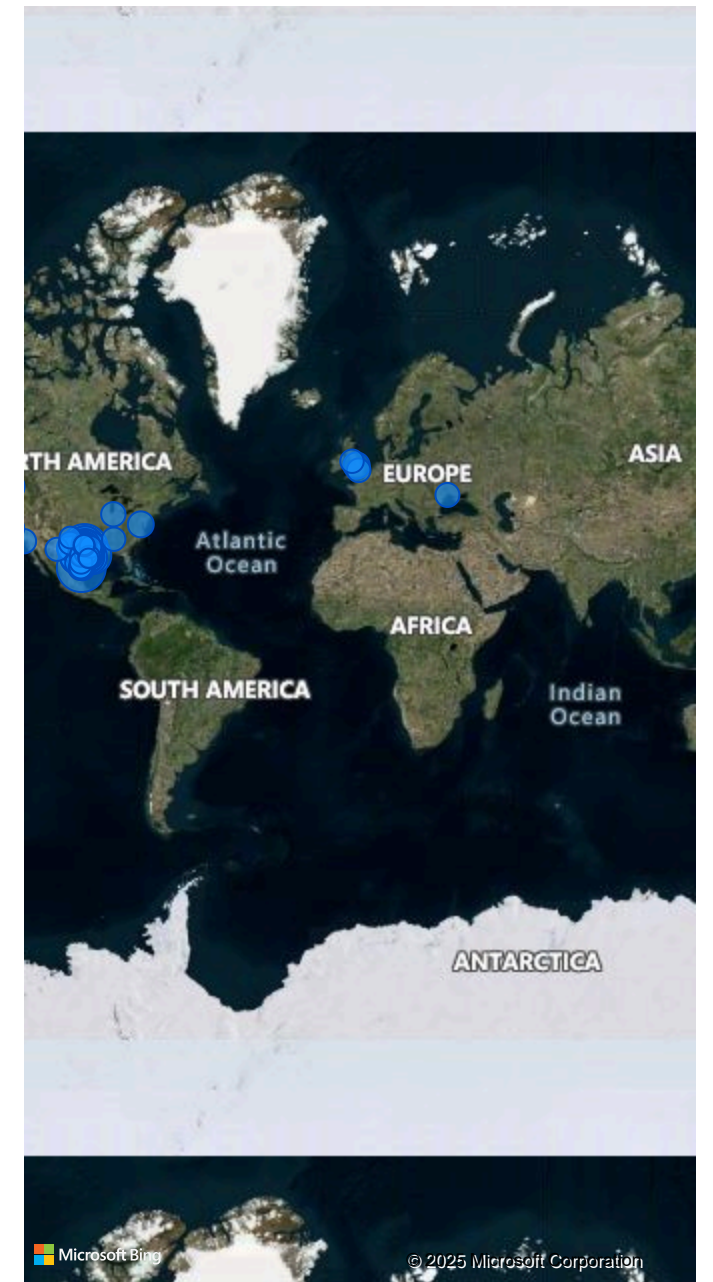 RTH AMERICA
ASIA
EUROPE
Atlantic
Ocean
AFRICA
SOUTH AMERICA
Indian
Ocean
ANTARCTICA
Microsoft Bing
© 2025 Microsoft Corporation